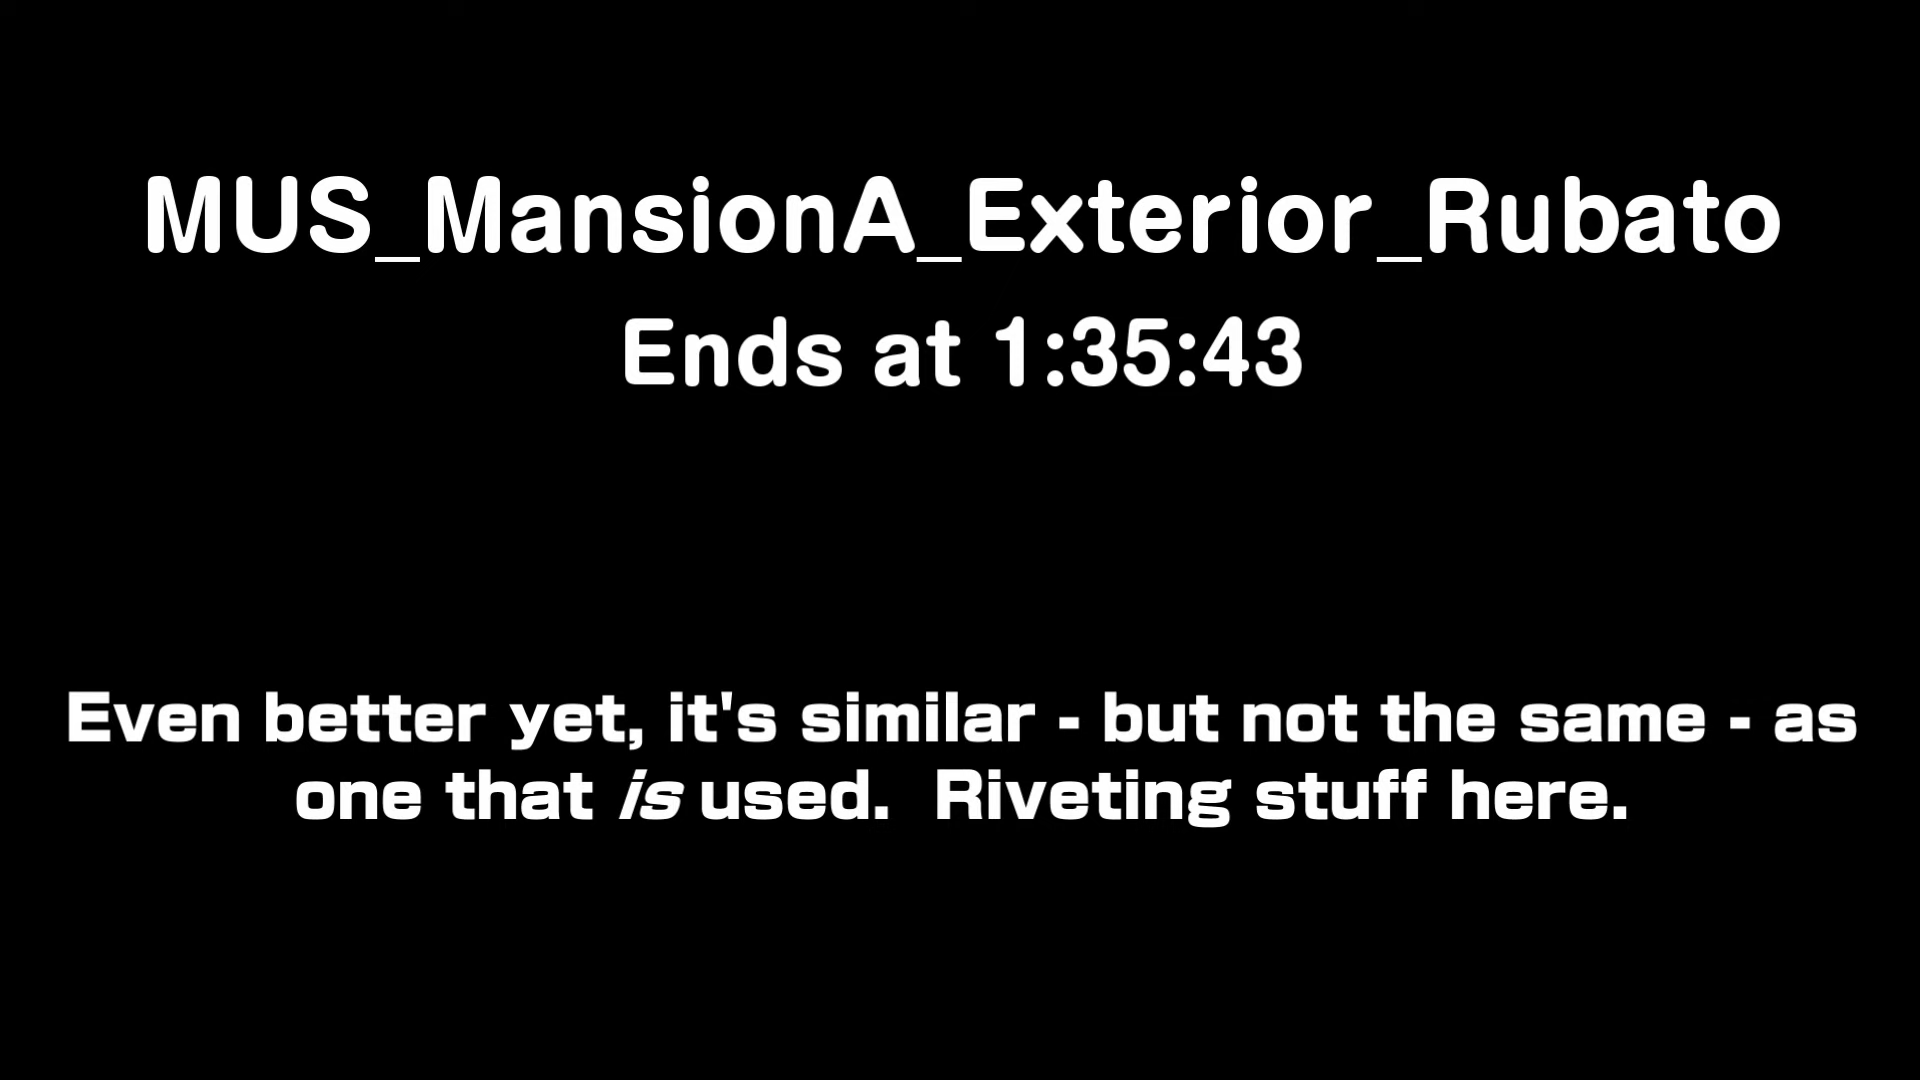 MUS_MansionA_Exterior_Rubato
Ends at 1:35:43
Even better yet, it's similar - but not the same - as
one that is used.  Riveting stuff here.